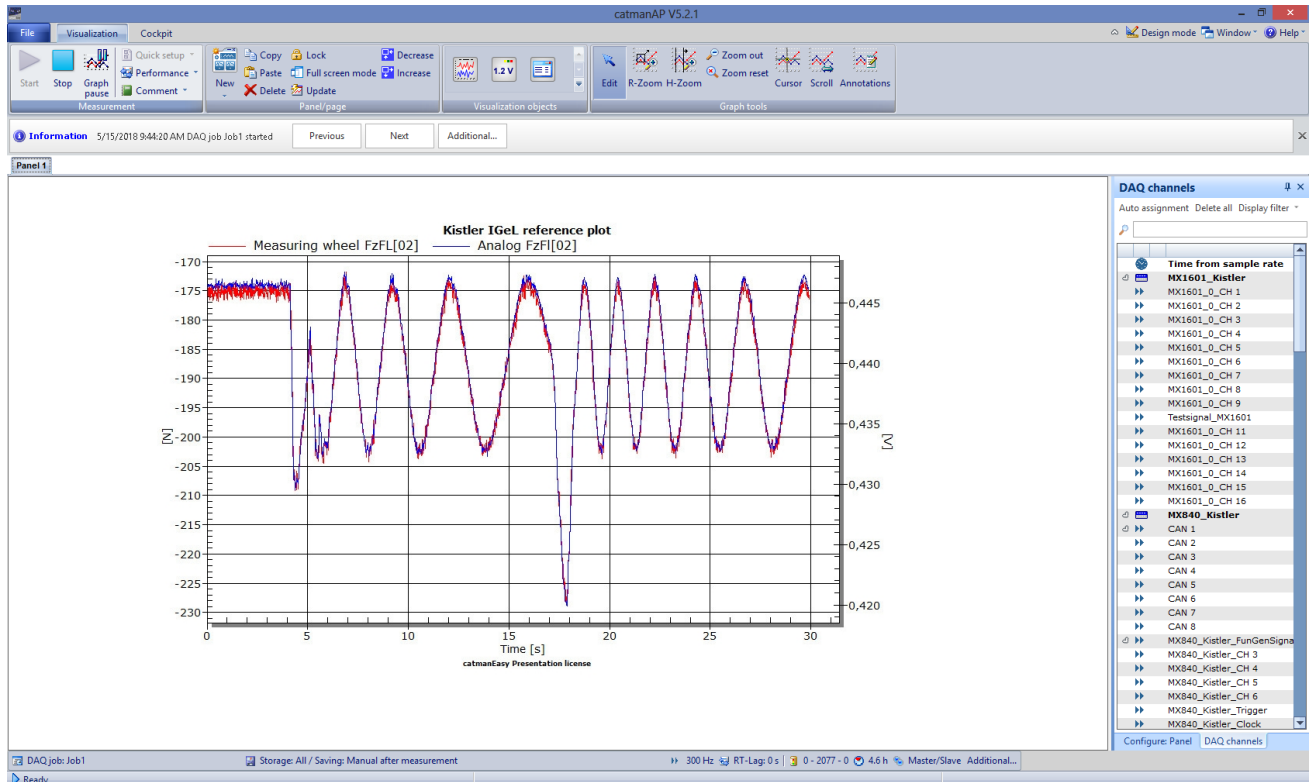 catmanAP V5.2.1
File Visualization Cockpit Design mode Window Help
Start
Stop
Graph pause
Quick setup
Performance
Comment
Measurement
New
Copy
Paste
Delete
Lock
Full screen mode
Update
Decrease
Increase
Panel/page
1.2 V
Visualization objects
Edit
R-Zoom
H-Zoom
Zoom out
Zoom reset
Cursor
Scroll
Annotations
Graph tools
Information 5/15/2018 9:44:20 AM DAQ job Job1 started Previous Next Additional...
Panel 1
Kistler IGeL reference plot
Measuring wheel FzFL[02] Analog FzFl[02]
-170
-175
-180
-185
-190
-195
-200
-205
-210
-215
-220
-225
-230
[N]
0,445
0,440
0,435
0,430
0,425
0,420
[V]
0 5 10 15 20 25 30
Time [s]
catmanEasy Presentation license
DAQ channels
Auto assignment Delete all Display filter
Time from sample rate
MX1601_Kistler
MX1601_0_CH 1
MX1601_0_CH 2
MX1601_0_CH 3
MX1601_0_CH 4
MX1601_0_CH 5
MX1601_0_CH 6
MX1601_0_CH 7
MX1601_0_CH 8
MX1601_0_CH 9
Testsignal_MX1601
MX1601_0_CH 11
MX1601_0_CH 12
MX1601_0_CH 13
MX1601_0_CH 14
MX1601_0_CH 15
MX1601_0_CH 16
MX840_Kistler
CAN 1
CAN 2
CAN 3
CAN 4
CAN 5
CAN 6
CAN 7
CAN 8
MX840_Kistler_FunGenSigna
MX840_Kistler_CH 3
MX840_Kistler_CH 4
MX840_Kistler_CH 5
MX840_Kistler_CH 6
MX840_Kistler_Trigger
MX840_Kistler_Clock
Configure: Panel DAQ channels
DAQ job: Job1 Storage: All / Saving: Manual after measurement 300 Hz RT-Lag: 0 s 0 - 2077 - 0 4.6 h Master/Slave Additional...
Ready